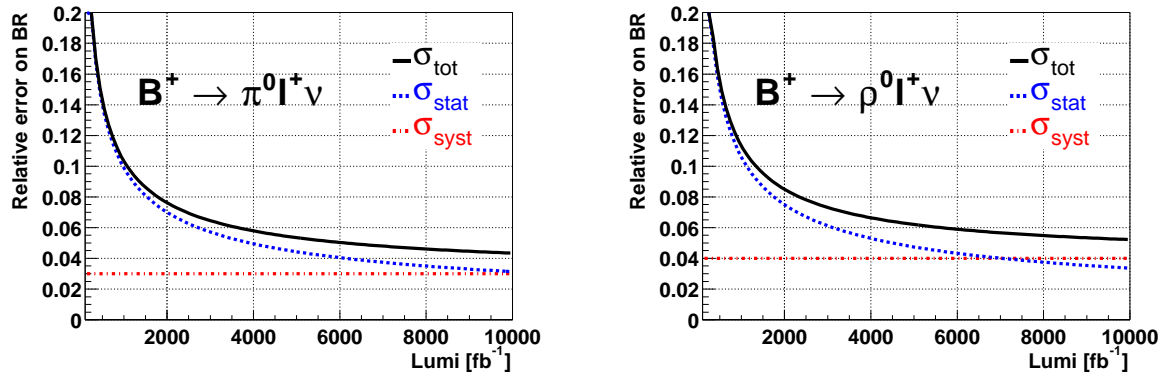 Relative error on BR
0.2
0.18
0.16
0.14
0.12
0.1
0.08
0.06
0.04
0.02
0
B⁺ → π⁰l⁺ν
σtot
σstat
σsyst
2000 4000 6000 8000 10000
Lumi [fb⁻¹]
Relative error on BR
0.2
0.18
0.16
0.14
0.12
0.1
0.08
0.06
0.04
0.02
0
B⁺ → ρ⁰l⁺ν
σtot
σstat
σsyst
2000 4000 6000 8000 10000
Lumi [fb⁻¹]